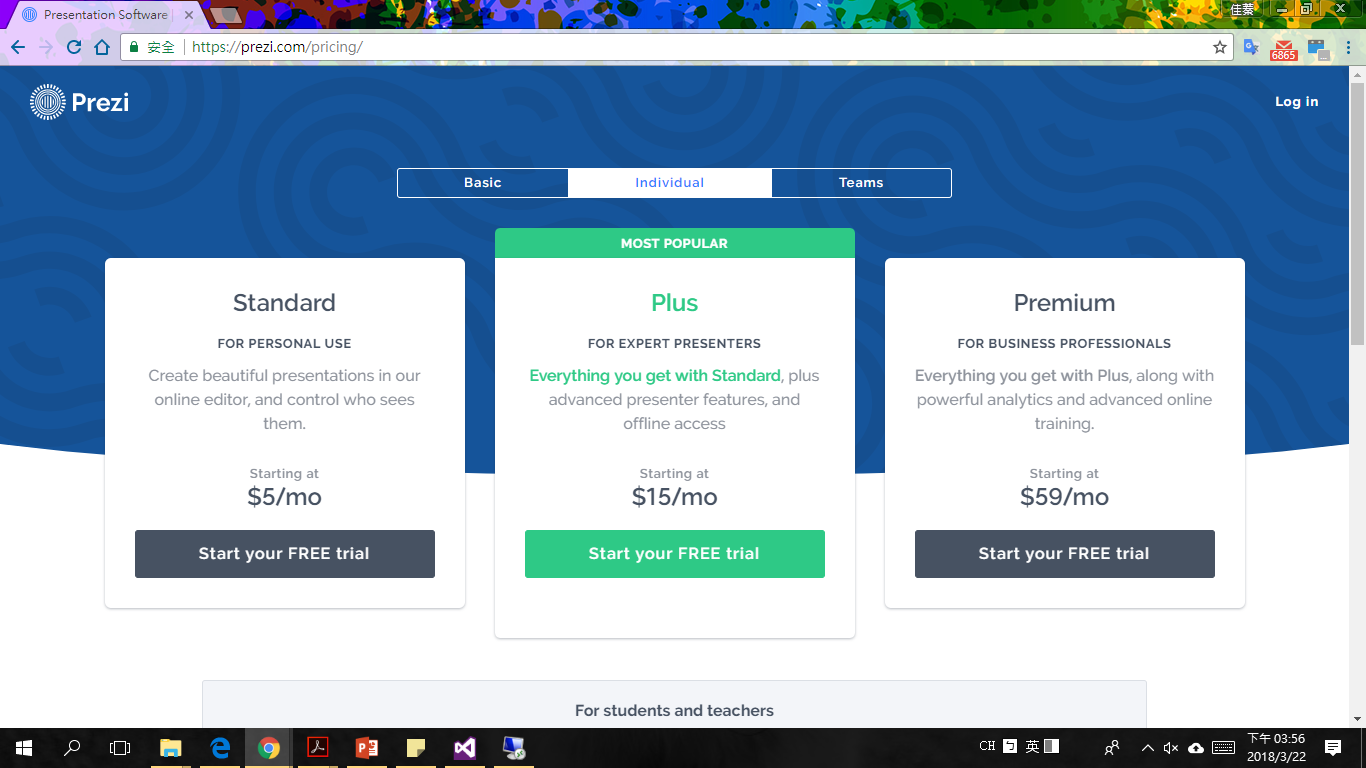 Presentation Software
佳蓁
安全
https://prezi.com/pricing/
6865
Prezi
Log in
Basic
Individual
Teams
MOST POPULAR
Standard
FOR PERSONAL USE
Create beautiful presentations in our
online editor, and control who sees
them.
Starting at
$5/mo
Start your FREE trial
Plus
FOR EXPERT PRESENTERS
Everything you get with Standard, plus
advanced presenter features, and
offline access
Starting at
$15/mo
Start your FREE trial
Premium
FOR BUSINESS PROFESSIONALS
Everything you get with Plus, along with
powerful analytics and advanced online
training.
Starting at
$59/mo
Start your FREE trial
For students and teachers
CH
英
下午 03:56
2018/3/22